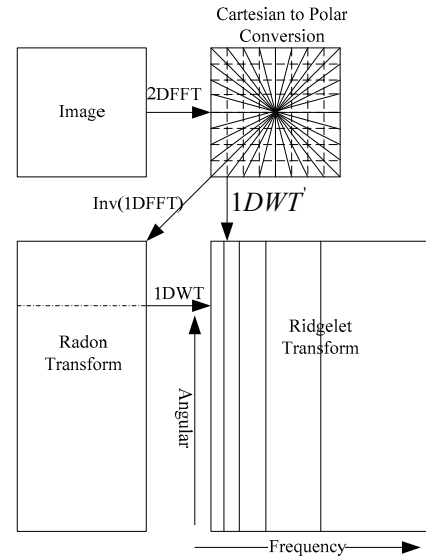 Cartesian to Polar
Conversion
Image
2DFFT
Inv(1DFFT)
1DWT'
1DWT
Radon
Transform
Angular
Ridgelet
Transform
Frequency